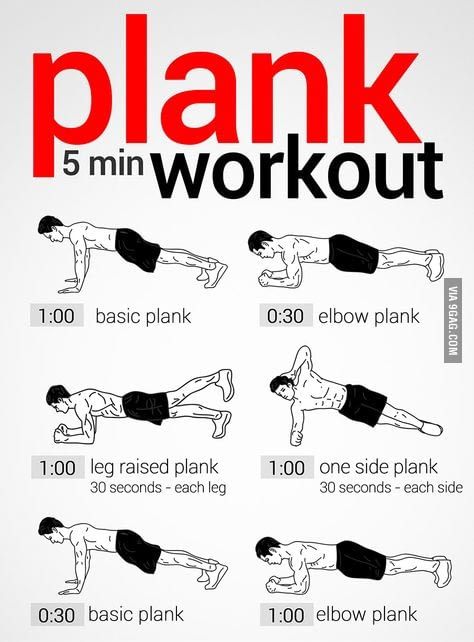 plank
5 min workout
1:00 basic plank
0:30 elbow plank
VIA 9GAG.COM
1:00 leg raised plank
30 seconds - each leg
1:00 one side plank
30 seconds - each side
0:30 basic plank
1:00 elbow plank